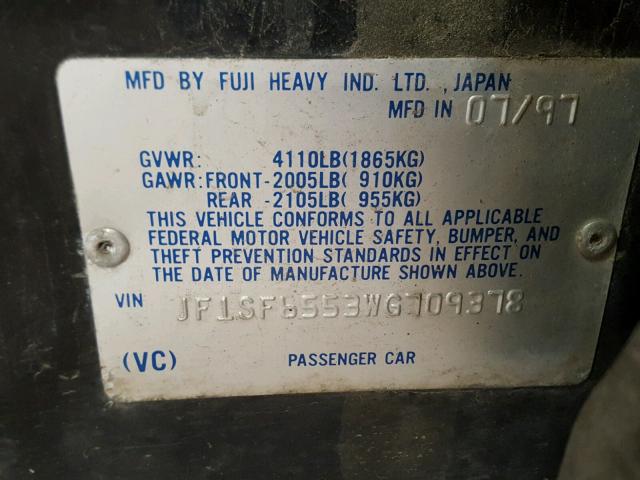 MFD BY FUJI HEAVY IND. LTD. , JAPAN
MFD IN 07/97
GVWR: 4110LB(1865KG)
GAWR:FRONT-2005LB( 910KG)
REAR -2105LB( 955KG)
THIS VEHICLE CONFORMS TO ALL APPLICABLE
FEDERAL MOTOR VEHICLE SAFETY, BUMPER, AND
THEFT PREVENTION STANDARDS IN EFFECT ON
THE DATE OF MANUFACTURE SHOWN ABOVE.
VIN JF1SF6553WG709378
(VC) PASSENGER CAR